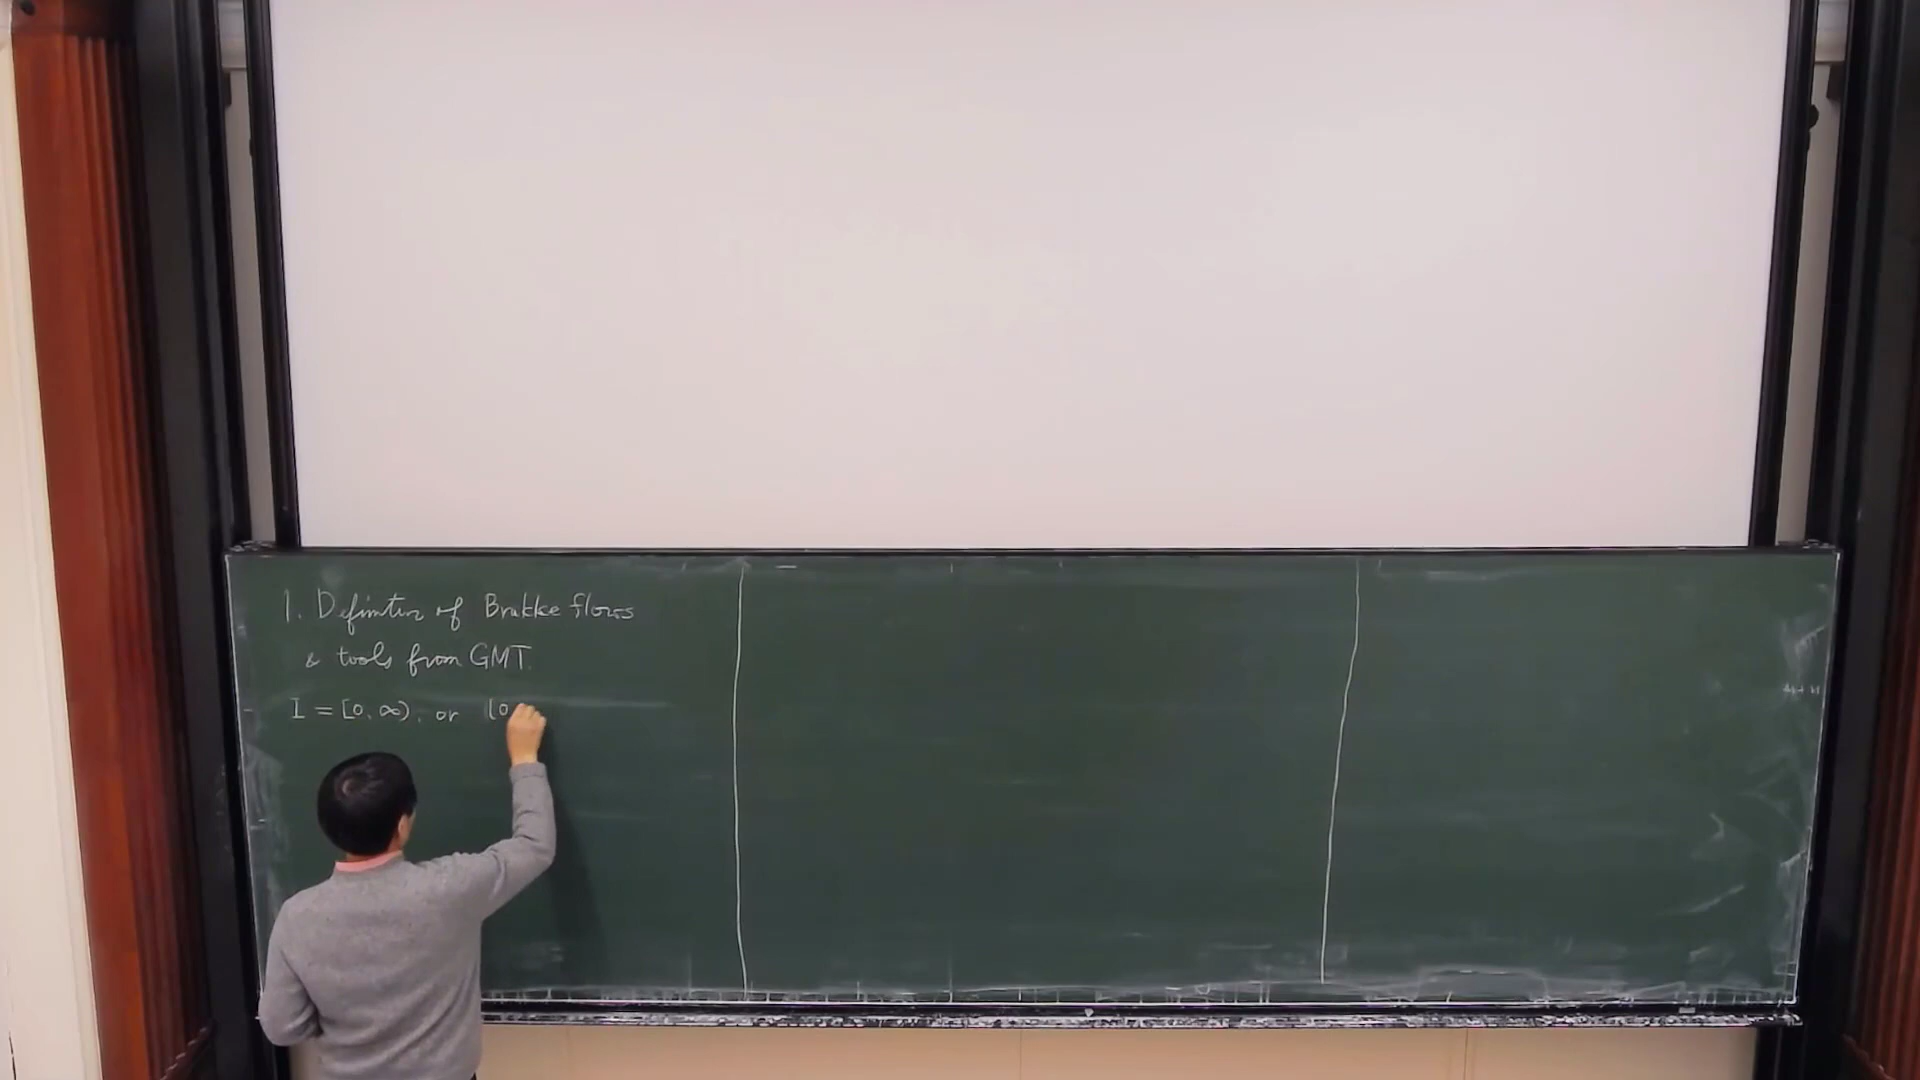 1. Definition of Brakke flows
& tools from GMT.
I = [0, ∞), or [0